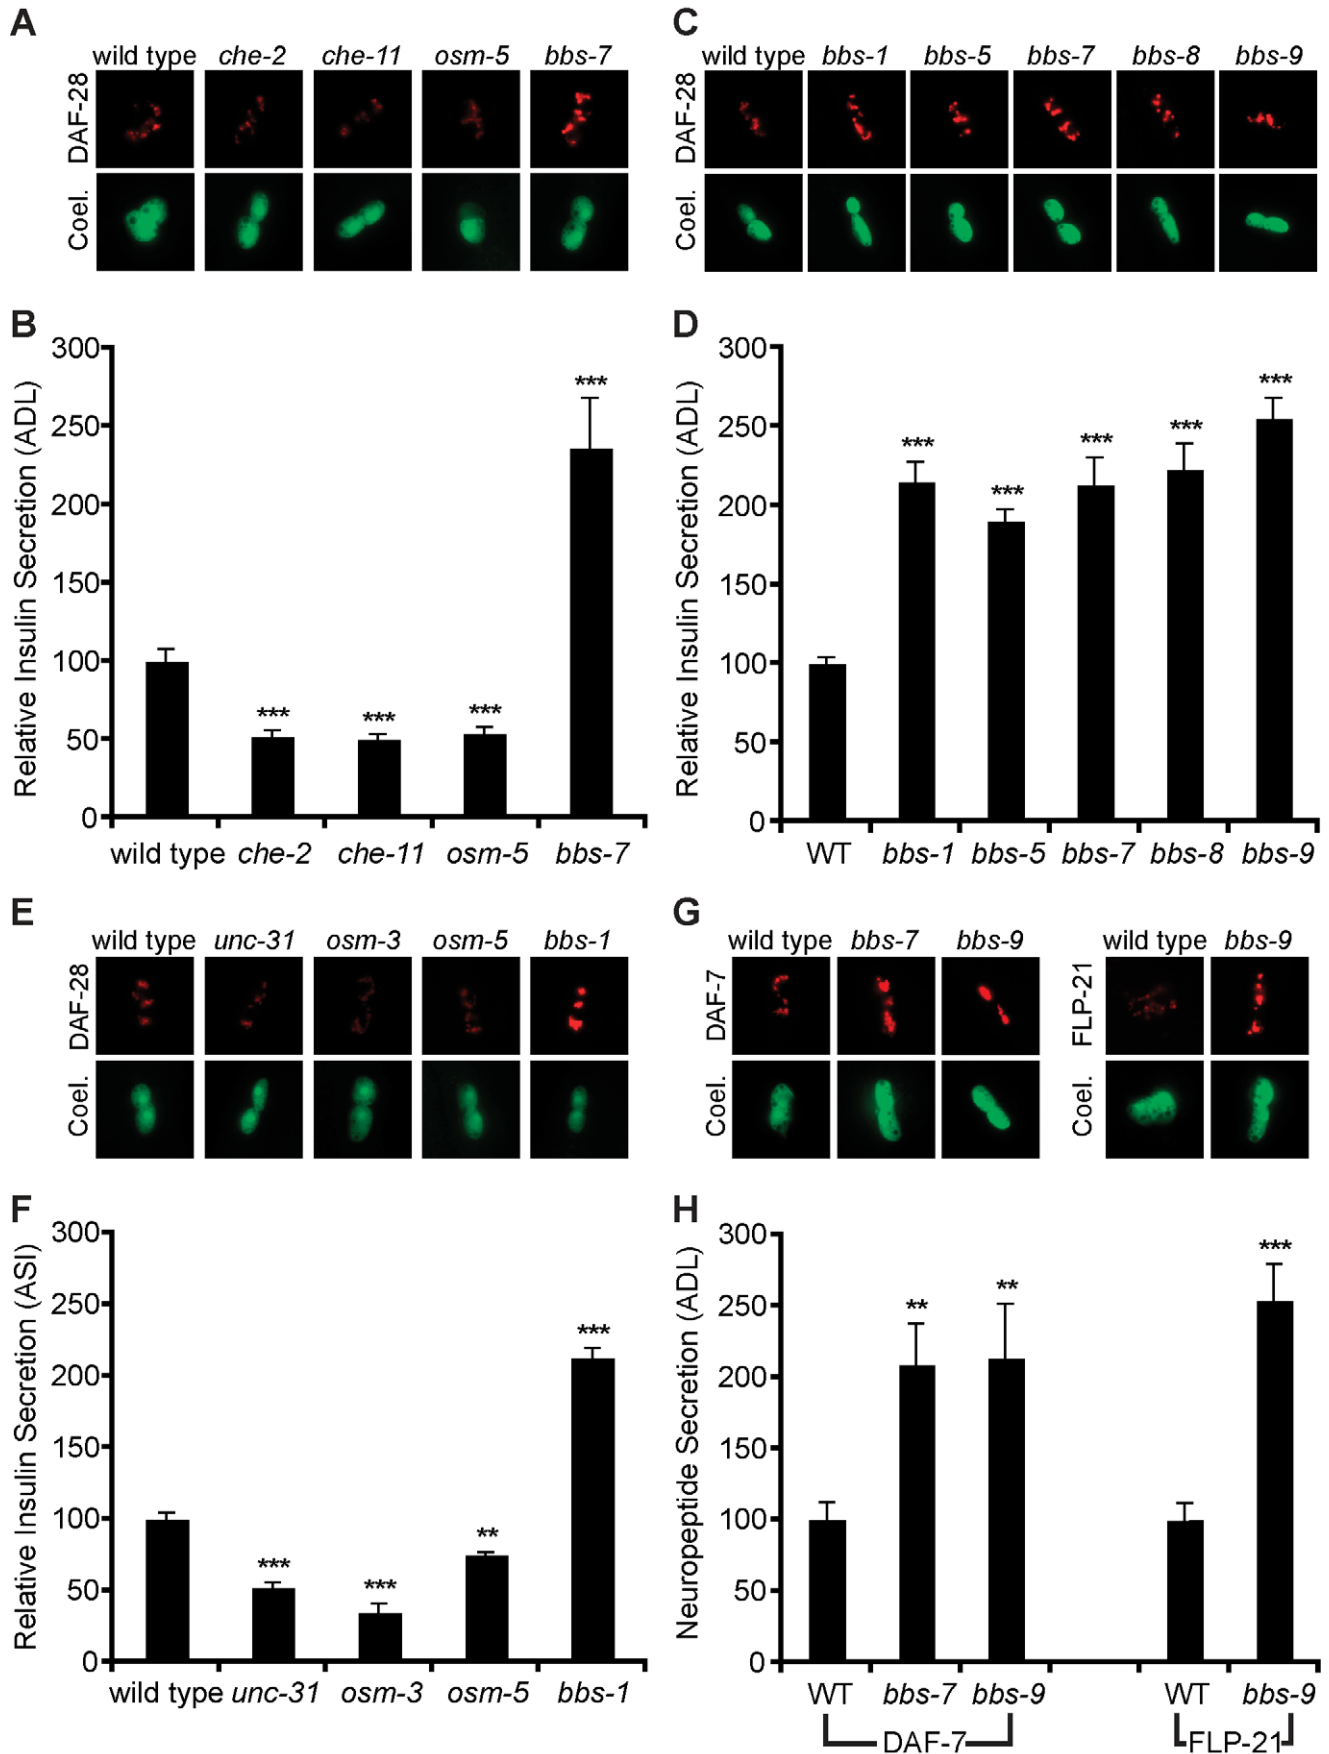 A
wild type che-2 che-11 osm-5 bbs-7
DAF-28
Coel.
C
wild type bbs-1 bbs-5 bbs-7 bbs-8 bbs-9
DAF-28
Coel.
B
Relative Insulin Secretion (ADL)
300
250
200
150
100
50
0
*** *** *** ***
wild type che-2 che-11 osm-5 bbs-7
D
Relative Insulin Secretion (ADL)
300
250
200
150
100
50
0
*** *** *** *** ***
WT bbs-1 bbs-5 bbs-7 bbs-8 bbs-9
E
wild type unc-31 osm-3 osm-5 bbs-1
DAF-28
Coel.
G
wild type bbs-7 bbs-9
DAF-7
Coel.
wild type bbs-9
FLP-21
Coel.
F
Relative Insulin Secretion (ASI)
300
250
200
150
100
50
0
*** *** ** ***
wild type unc-31 osm-3 osm-5 bbs-1
H
Neuropeptide Secretion (ADL)
300
250
200
150
100
50
0
** ** ***
WT bbs-7 bbs-9 WT bbs-9
DAF-7 FLP-21